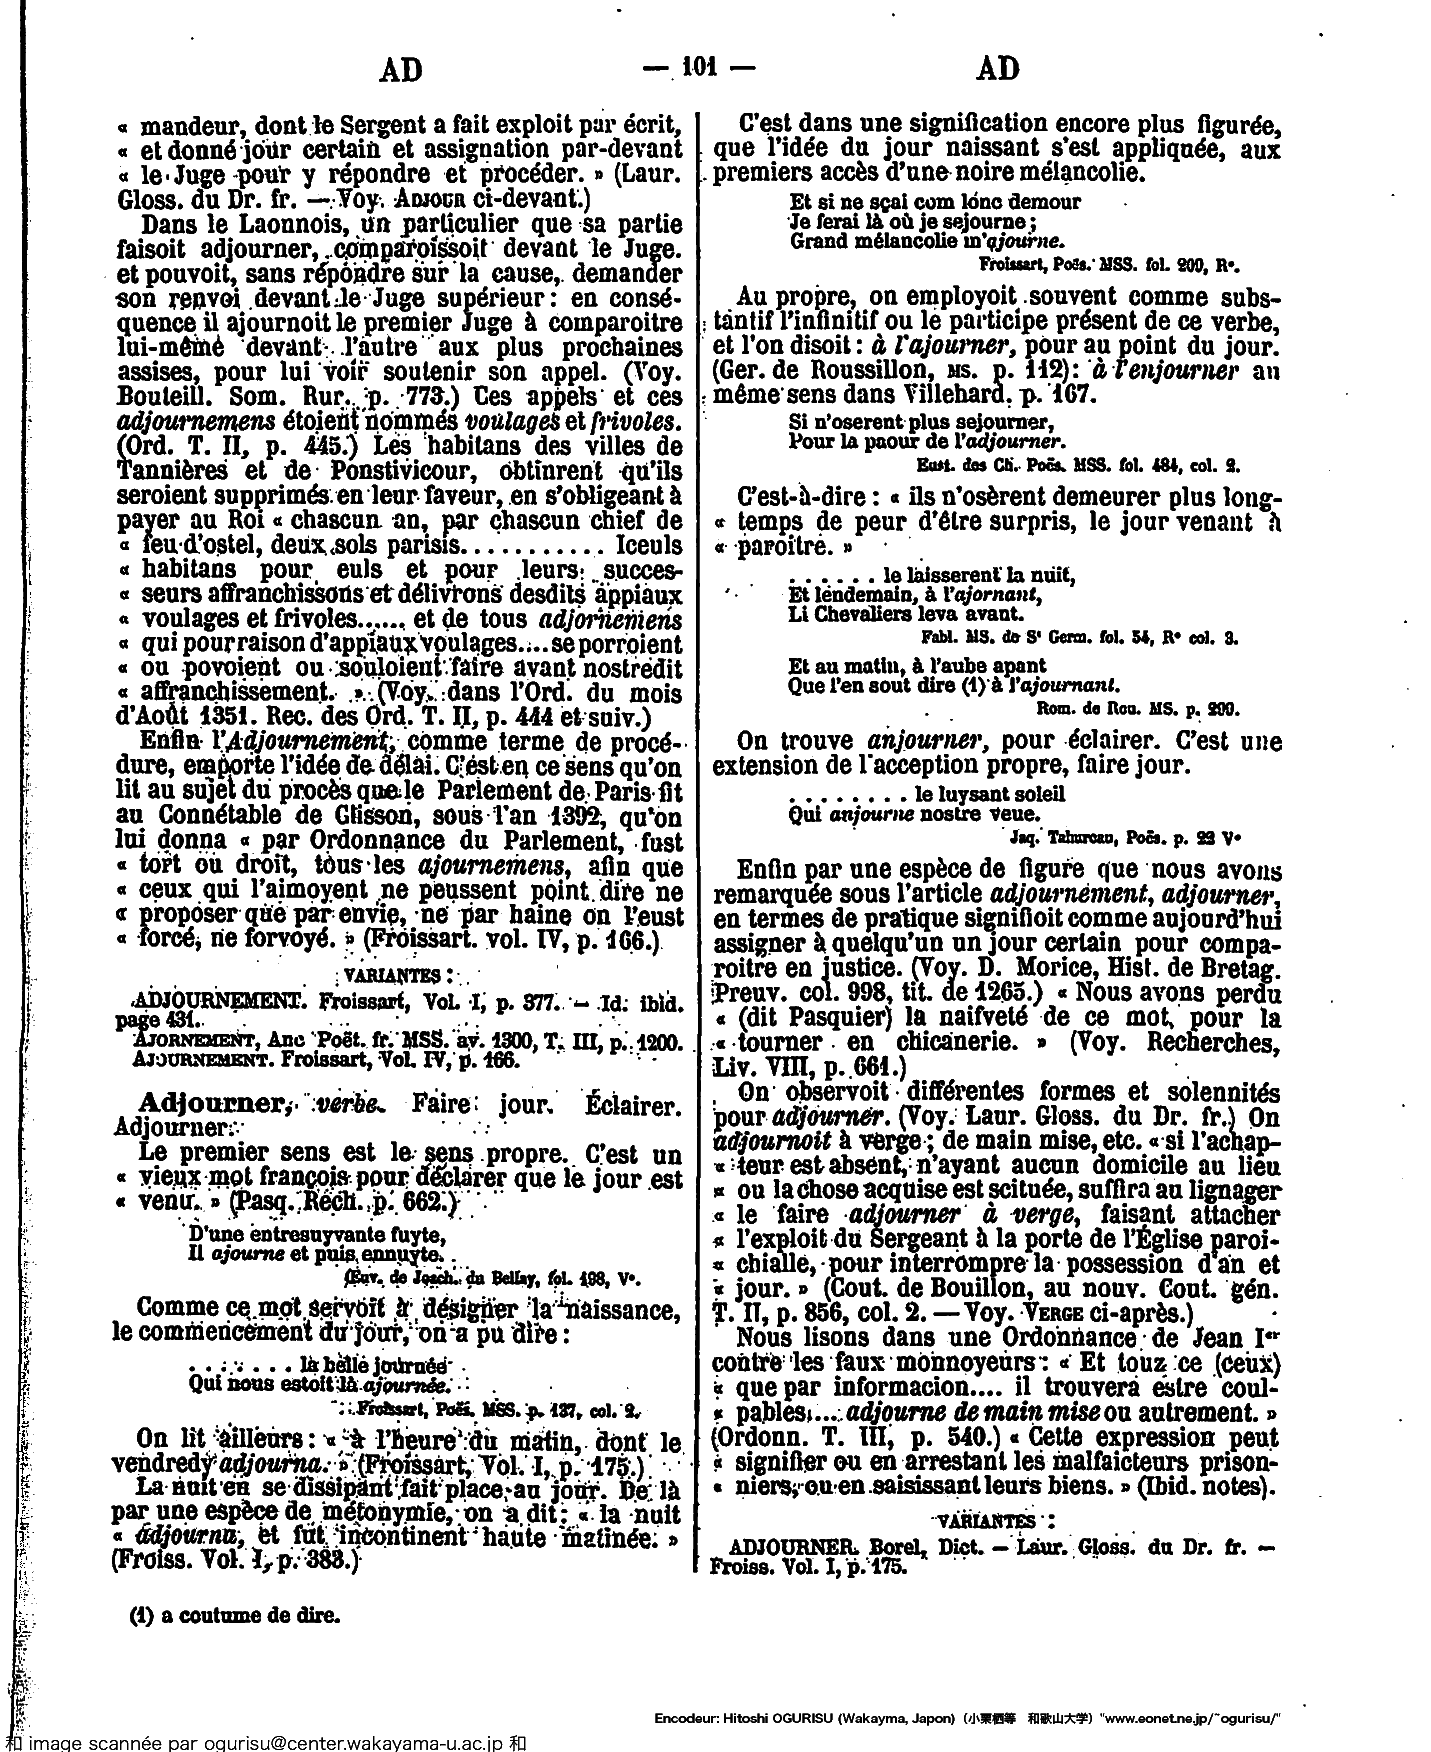 AD — 101 — AD
« mandeur, dont le Sergent a fait exploit par écrit,
« et donné jour certain et assignation par-devant
« le Juge pour y répondre et procéder. » (Laur.
Gloss. du Dr. fr. — Voy. ADJOUR ci-devant.)
Dans le Laonnois, un particulier que sa partie
faisoit adjourner, comparoissoit devant le Juge.
et pouvoit, sans répondre sur la cause, demander
son renvoi devant le Juge supérieur : en consé-
quence il ajournoit le premier Juge à comparoitre
lui-même devant l'autre aux plus prochaines
assises, pour lui voir soutenir son appel. (Voy.
Bouteill. Som. Rur. p. 773.) Ces appels et ces
adjournemens étoient nommés voulages et frivoles.
(Ord. T. II, p. 445.) Les habitans des villes de
Tannières et de Ponstivicour, obtinrent qu'ils
seroient supprimés en leur faveur, en s'obligeant à
payer au Roi « chascun an, par chascun chief de
« feu d'ostel, deux sols parisis........... Iceuls
« habitans pour euls et pour leurs succes-
« seurs affranchissons et délivrons desdits appiaux
« voulages et frivoles...... et de tous adjornemens
« qui pour raison d'appiaux voulages.... se porroient
« ou povoient ou souloient faire avant nostredit
« affranchissement. » (Voy. dans l'Ord. du mois
d'Août 1351. Rec. des Ord. T. II, p. 444 et suiv.)
Enfin l'Adjournement, comme terme de procé-
dure, emporte l'idée de délai. C'est en ce sens qu'on
lit au sujet du procès que le Parlement de Paris fit
au Connétable de Clisson, sous l'an 1392, qu'on
lui donna « par Ordonnance du Parlement, fust
« tort ou droit, tous les ajournemens, afin que
« ceux qui l'aimoyent ne peussent point dire ne
« proposer que par envie, ne par haine on l'eust
« forcé, ne forvoyé. » (Froissart. vol. IV, p. 166.)
VARIANTES :
ADJOURNEMENT. Froissart, Vol. I, p. 377. — Id. ibid.
page 431.
AJORNEMENT, Anc Poët. fr. MSS. av. 1300, T. III, p. 1200.
AJOURNEMENT. Froissart, Vol. IV, p. 166.
Adjourner, verbe. Faire jour. Éclairer.
Adjourner.
Le premier sens est le sens propre. C'est un
« vieux mot françois pour déclarer que le jour est
« venu. » (Pasq. Rech. p. 662.)
D'une entresuyvante fuyte,
Il ajourne et puis ennuyte.
Œuv. de Joach. du Bellay, fol. 198, V°.
Comme ce mot servoit à désigner la naissance,
le commencement du jour, on a pu dire :
. . . . . . . la belle journée
Qui nous estoit là ajournée.
Froissart, Poës. MSS. p. 137, col. 2.
On lit ailleurs : « à l'heure du matin, dont le
vendredy adjourna. » (Froissart, Vol. I, p. 175.)
La nuit en se dissipant fait place au jour. De là
par une espèce de métonymie, on a dit : « la nuit
« adjourna, et fut incontinent haute matinée. »
(Froiss. Vol. I, p. 383.)
C'est dans une signification encore plus figurée,
que l'idée du jour naissant s'est appliquée, aux
premiers accès d'une noire mélancolie.
Et si ne sçai com lonc demour
Je ferai là où je sejourne ;
Grand mélancolie m'ajourne.
Froissart, Poës. MSS. fol. 200, R°.
Au propre, on employoit souvent comme subs-
tantif l'infinitif ou le participe présent de ce verbe,
et l'on disoit : à l'ajourner, pour au point du jour.
(Ger. de Roussillon, MS. p. 112) : à l'enjourner au
même sens dans Villehard. p. 167.
Si n'oserent plus sejourner,
Pour la paour de l'adjourner.
Eust. des Ch. Poës. MSS. fol. 484, col. 2.
C'est-à-dire : « ils n'osèrent demeurer plus long-
« temps de peur d'être surpris, le jour venant à
« paroitre. »
. . . . . . le laisserent la nuit,
Et lendemain, à l'ajornant,
Li Chevaliers leva avant.
Fabl. MS. de St Germ. fol. 54, R° col. 3.
Et au matin, à l'aube apant
Que l'en sout dire (1) à l'ajournant.
Rom. de Rou. MS. p. 200.
On trouve anjourner, pour éclairer. C'est une
extension de l'acception propre, faire jour.
. . . . . . . . le luysant soleil
Qui anjourne nostre veue.
Jaq. Tahureau, Poës. p. 22 V°
Enfin par une espèce de figure que nous avons
remarquée sous l'article adjournement, adjourner,
en termes de pratique signifioit comme aujourd'hui
assigner à quelqu'un un jour certain pour compa-
roitre en justice. (Voy. D. Morice, Hist. de Bretag.
Preuv. col. 998, tit. de 1265.) « Nous avons perdu
« (dit Pasquier) la naifveté de ce mot, pour la
« tourner en chicanerie. » (Voy. Recherches,
Liv. VIII, p. 661.)
On observoit différentes formes et solennités
pour adjourner. (Voy. Laur. Gloss. du Dr. fr.) On
adjournoit à verge ; de main mise, etc. « si l'achap-
« teur est absent, n'ayant aucun domicile au lieu
« ou la chose acquise est scituée, suffira au lignager
« le faire adjourner à verge, faisant attacher
« l'exploit du Sergeant à la porte de l'Église paroi-
« chialle, pour interrompre la possession d'an et
« jour. » (Cout. de Bouillon, au nouv. Cout. gén.
T. II, p. 856, col. 2. — Voy. VERGE ci-après.)
Nous lisons dans une Ordonnance de Jean Ier
contre les faux monnoyeurs : « Et touz ce (ceux)
« que par informacion.... il trouvera estre coul-
« pables.... adjourne de main mise ou autrement. »
(Ordonn. T. III, p. 540.) « Cette expression peut
« signifier ou en arrestant les malfaicteurs prison-
« niers, ou en saisissant leurs biens. » (Ibid. notes).
VARIANTES :
ADJOURNER. Borel, Dict. — Laur. Gloss. du Dr. fr. —
Froiss. Vol. I, p. 175.
(1) a coutume de dire.
Encodeur: Hitoshi OGURISU (Wakayma, Japon) (小栗栖等 和歌山大学) "www.eonet.ne.jp/~ogurisu/"
和 image scannée par ogurisu@center.wakayama-u.ac.jp 和